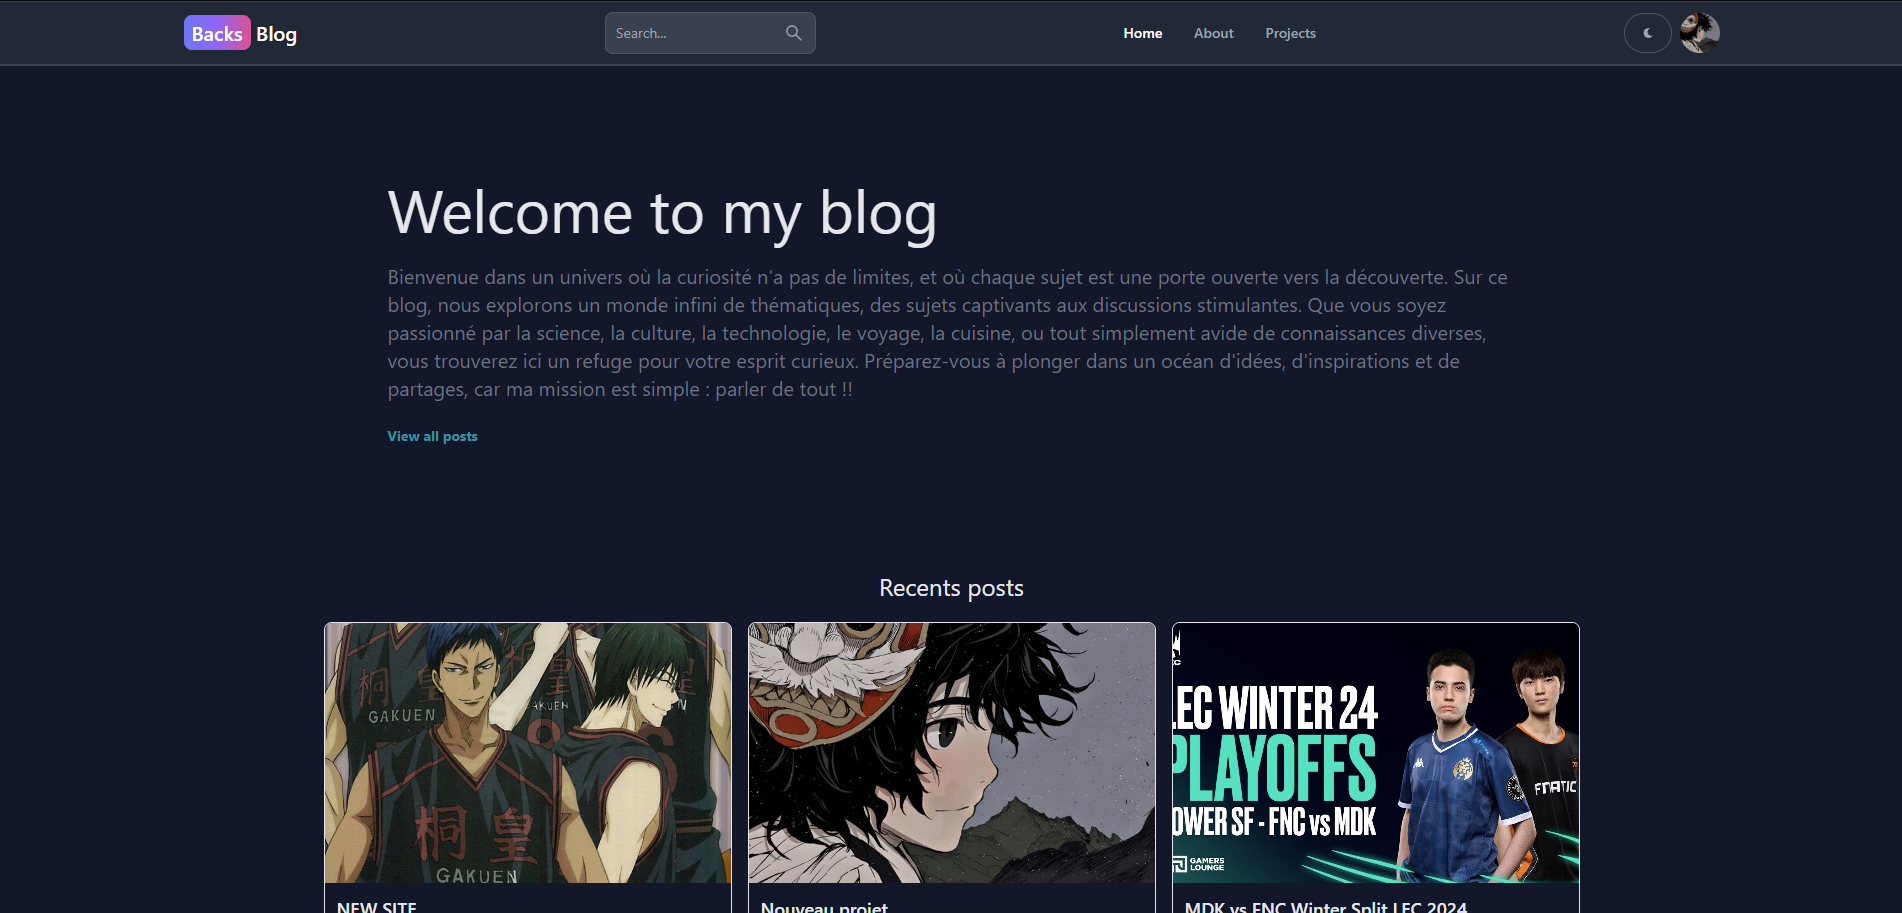 Backs Blog
Search...
Home
About
Projects
Welcome to my blog
Bienvenue dans un univers où la curiosité n'a pas de limites, et où chaque sujet est une porte ouverte vers la découverte. Sur ce
blog, nous explorons un monde infini de thématiques, des sujets captivants aux discussions stimulantes. Que vous soyez
passionné par la science, la culture, la technologie, le voyage, la cuisine, ou tout simplement avide de connaissances diverses,
vous trouverez ici un refuge pour votre esprit curieux. Préparez-vous à plonger dans un océan d'idées, d'inspirations et de
partages, car ma mission est simple : parler de tout !!
View all posts
Recents posts
桐皇
GAKUEN
桐皇
AKUEN
桐皇
GAKUEN
EC WINTER 24
PLAYOFFS
OWER SF - FNC vs MDK
GAMERS
LOUNGE
FNATIC
NEW SITE
Nouveau projet
MDK vs FNC Winter Split LEC 2024